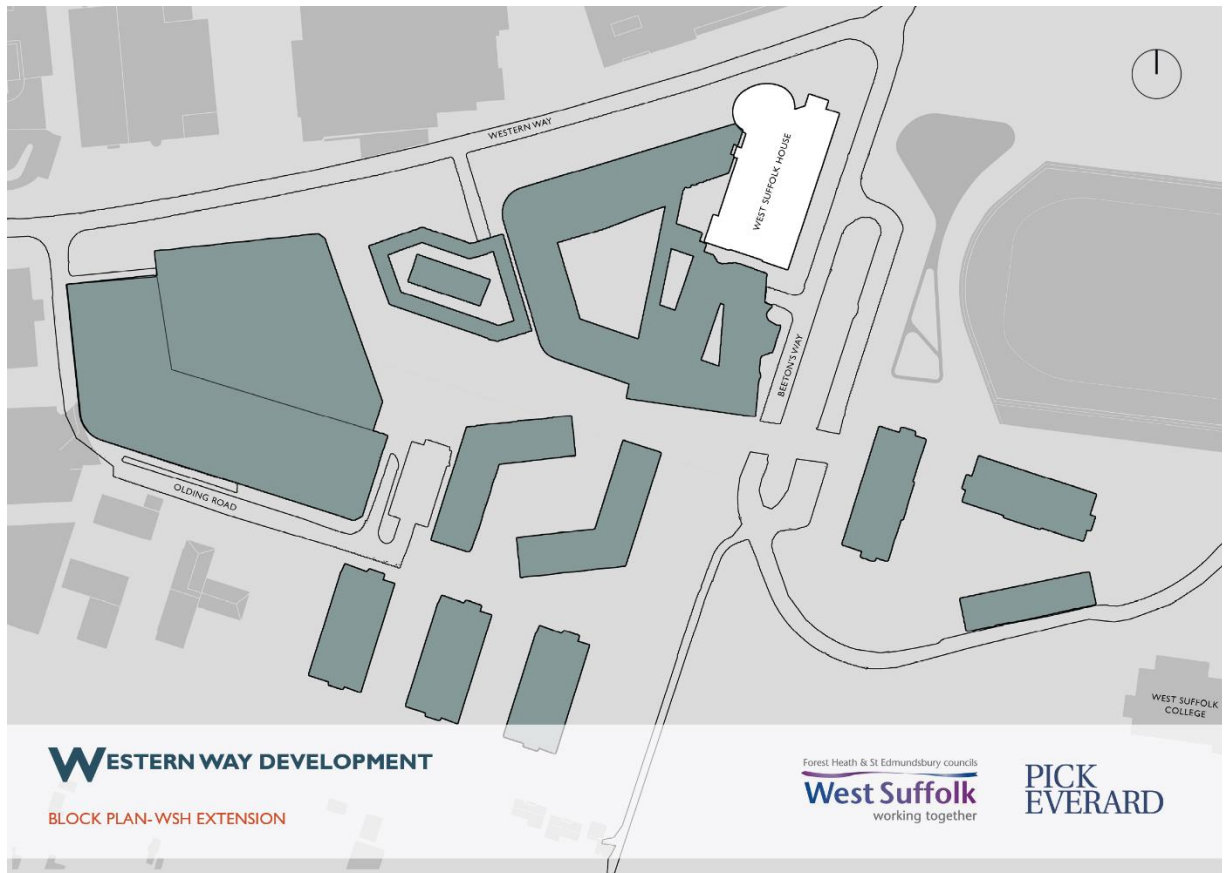 WESTERN WAY
WEST SUFFOLK HOUSE
BEETON'S WAY
OLDING ROAD
WEST SUFFOLK
COLLEGE
WESTERN WAY DEVELOPMENT
BLOCK PLAN-WSH EXTENSION
Forest Heath & St Edmundsbury councils
West Suffolk
working together
PICK
EVERARD